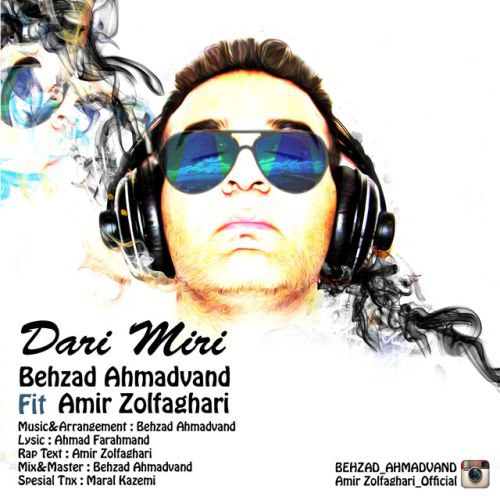 Dari Miri
Behzad Ahmadvand
Fit Amir Zolfaghari
Music&Arrangement : Behzad Ahmadvand
Lysic : Ahmad Farahmand
Rap Text : Amir Zolfaghari
Mix&Master : Behzad Ahmadvand
Spesial Tnx : Maral Kazemi
BEHZAD_AHMADVAND
Amir Zolfaghari_Official